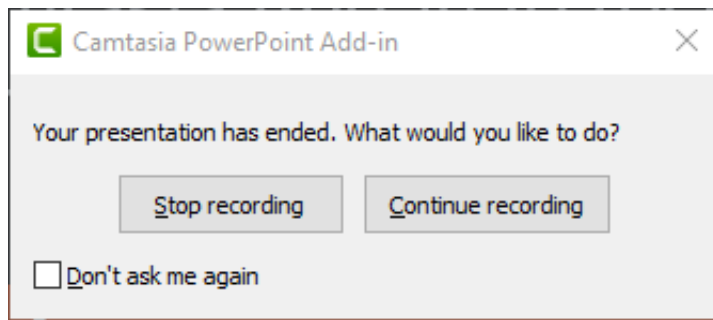 Camtasia PowerPoint Add-in
Your presentation has ended. What would you like to do?
Stop recording
Continue recording
Don't ask me again